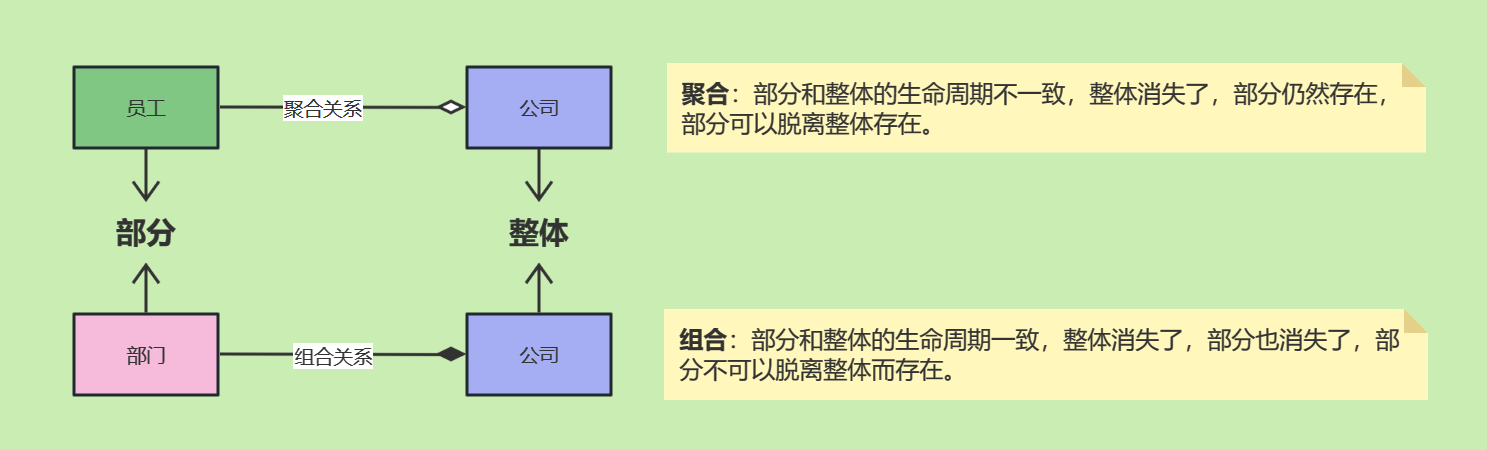 员工
聚合关系
公司
聚合：部分和整体的生命周期不一致，整体消失了，部分仍然存在，
部分可以脱离整体存在。
部分
整体
部门
组合关系
公司
组合：部分和整体的生命周期一致，整体消失了，部分也消失了，部
分不可以脱离整体而存在。